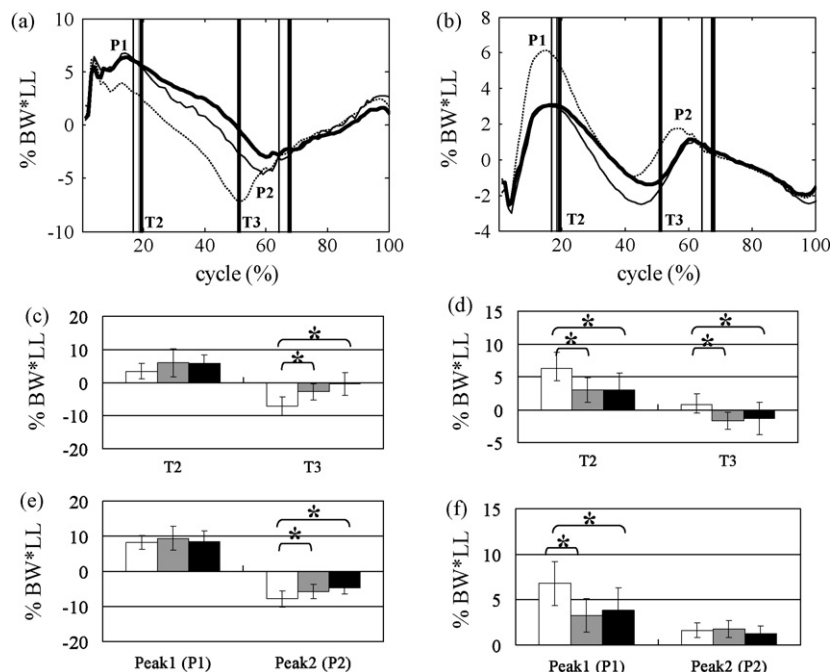 (a)
% BW*LL
10
5
0
-5
-10
P1
P2
T2
T3
0 20 40 60 80 100
cycle (%)
(b)
% BW*LL
8
6
4
2
0
-2
-4
P1
P2
T2
T3
0 20 40 60 80 100
cycle (%)
(c)
% BW*LL
20
10
0
-10
-20
*
*
T2 T3
(d)
% BW*LL
15
10
5
0
-5
*
*
*
*
T2 T3
(e)
% BW*LL
20
10
0
-10
-20
*
*
Peak1 (P1) Peak2 (P2)
(f)
% BW*LL
15
10
5
0
*
*
Peak1 (P1) Peak2 (P2)